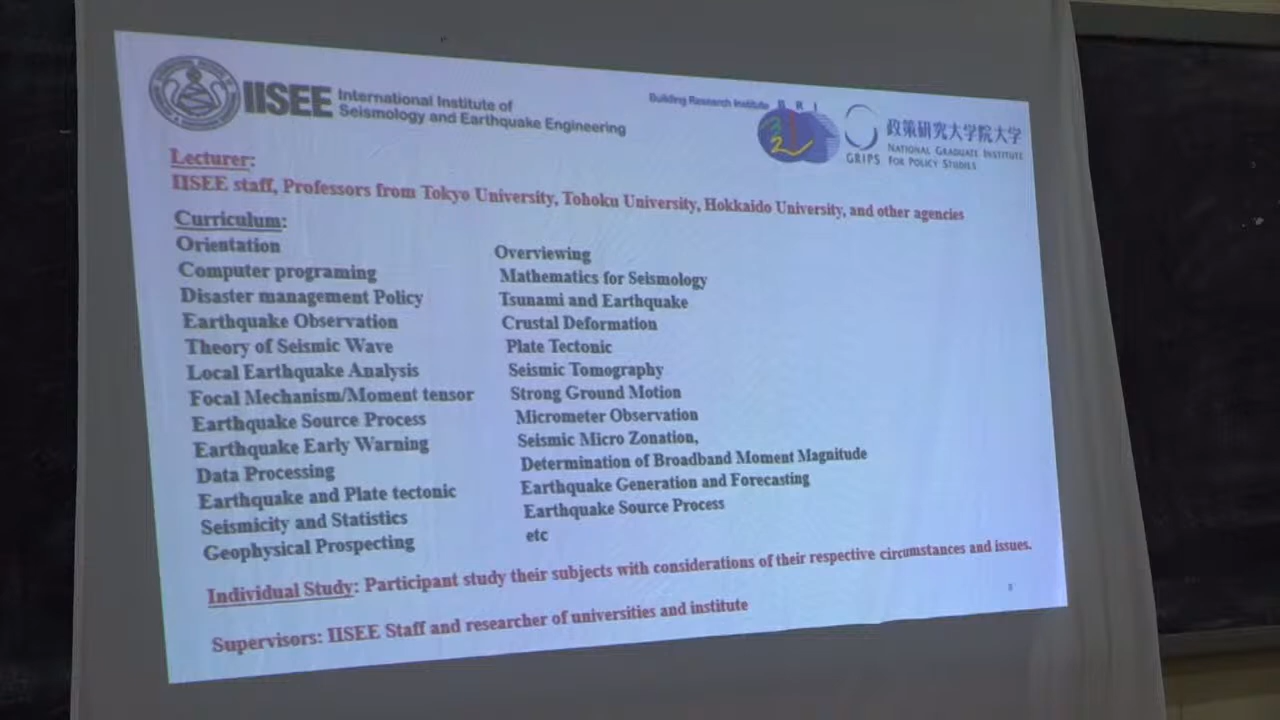 IISEE International Institute of
Seismology and Earthquake Engineering
Building Research Institute B R I
政策研究大学院大学
GRIPS NATIONAL GRADUATE INSTITUTE
FOR POLICY STUDIES
Lecturer:
IISEE staff, Professors from Tokyo University, Tohoku University, Hokkaido University, and other agencies
Curriculum:
Orientation
Computer programing
Disaster management Policy
Earthquake Observation
Theory of Seismic Wave
Local Earthquake Analysis
Focal Mechanism/Moment tensor
Earthquake Source Process
Earthquake Early Warning
Data Processing
Earthquake and Plate tectonic
Seismicity and Statistics
Geophysical Prospecting
Overviewing
Mathematics for Seismology
Tsunami and Earthquake
Crustal Deformation
Plate Tectonic
Seismic Tomography
Strong Ground Motion
Micrometer Observation
Seismic Micro Zonation,
Determination of Broadband Moment Magnitude
Earthquake Generation and Forecasting
Earthquake Source Process
etc
Individual Study: Participant study their subjects with considerations of their respective circumstances and issues.
Supervisors: IISEE Staff and researcher of universities and institute